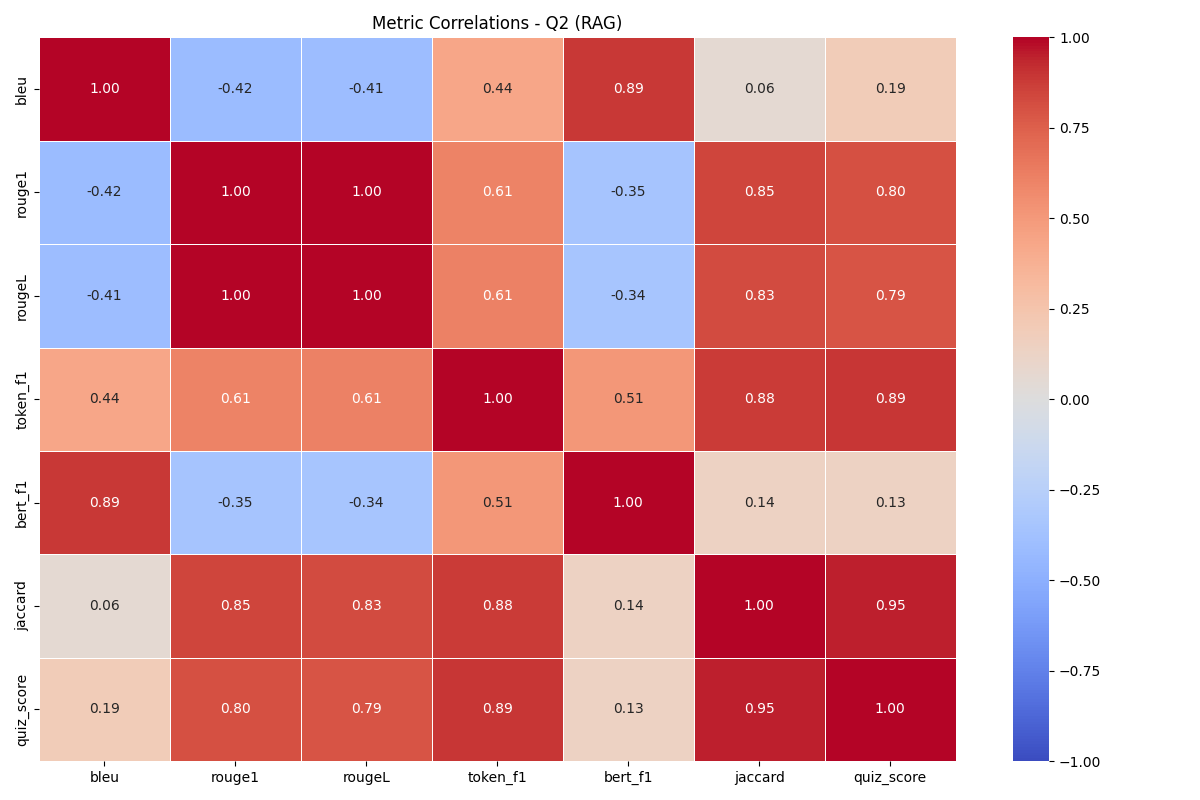 Metric Correlations - Q2 (RAG)
bleu 1.00 -0.42 -0.41 0.44 0.89 0.06 0.19
rouge1 -0.42 1.00 1.00 0.61 -0.35 0.85 0.80
rougeL -0.41 1.00 1.00 0.61 -0.34 0.83 0.79
token_f1 0.44 0.61 0.61 1.00 0.51 0.88 0.89
bert_f1 0.89 -0.35 -0.34 0.51 1.00 0.14 0.13
jaccard 0.06 0.85 0.83 0.88 0.14 1.00 0.95
quiz_score 0.19 0.80 0.79 0.89 0.13 0.95 1.00
bleu rouge1 rougeL token_f1 bert_f1 jaccard quiz_score
1.00
0.75
0.50
0.25
0.00
−0.25
−0.50
−0.75
−1.00